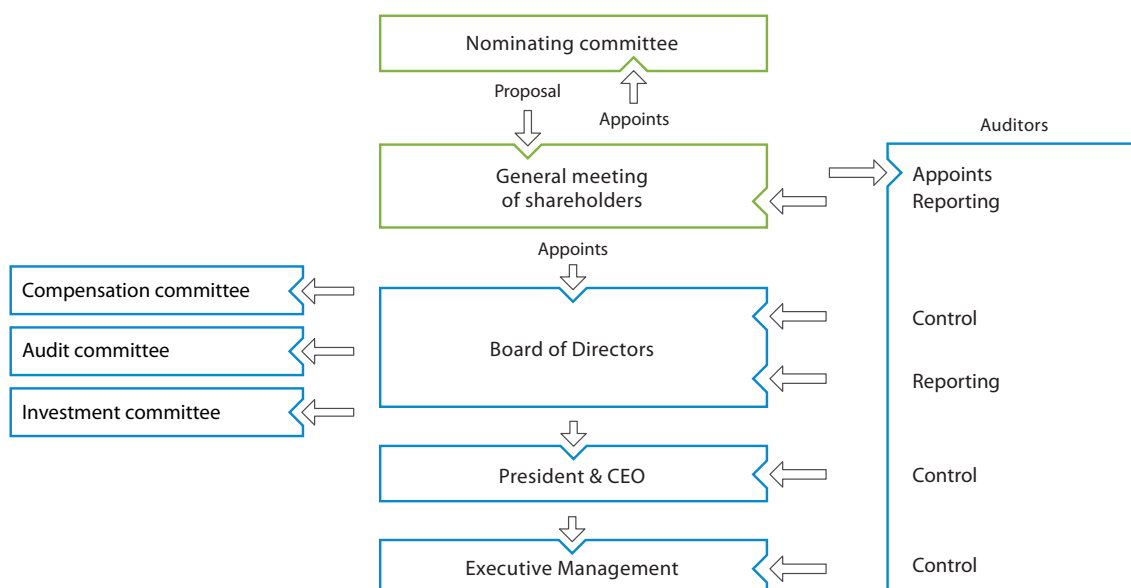 Nominating committee
Proposal
Appoints
Auditors
General meeting
of shareholders
Appoints
Reporting
Appoints
Compensation committee
Audit committee
Investment committee
Board of Directors
Control
Reporting
President & CEO
Control
Executive Management
Control